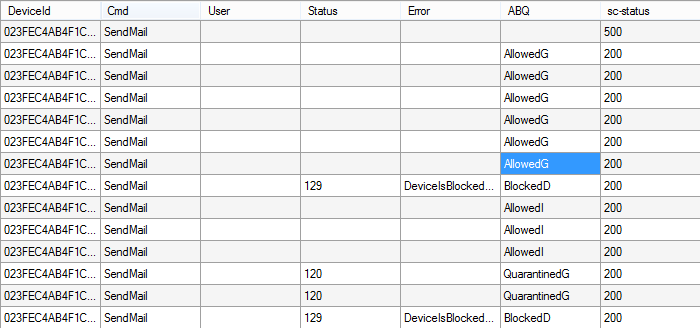 DeviceId Cmd User Status Error ABQ sc-status
023FEC4AB4F1C... SendMail 500
023FEC4AB4F1C... SendMail AllowedG 200
023FEC4AB4F1C... SendMail AllowedG 200
023FEC4AB4F1C... SendMail AllowedG 200
023FEC4AB4F1C... SendMail AllowedG 200
023FEC4AB4F1C... SendMail AllowedG 200
023FEC4AB4F1C... SendMail AllowedG 200
023FEC4AB4F1C... SendMail 129 DeviceIsBlocked... BlockedD 200
023FEC4AB4F1C... SendMail AllowedI 200
023FEC4AB4F1C... SendMail AllowedI 200
023FEC4AB4F1C... SendMail AllowedI 200
023FEC4AB4F1C... SendMail 120 QuarantinedG 200
023FEC4AB4F1C... SendMail 120 QuarantinedG 200
023FEC4AB4F1C... SendMail 129 DeviceIsBlocked... BlockedD 200